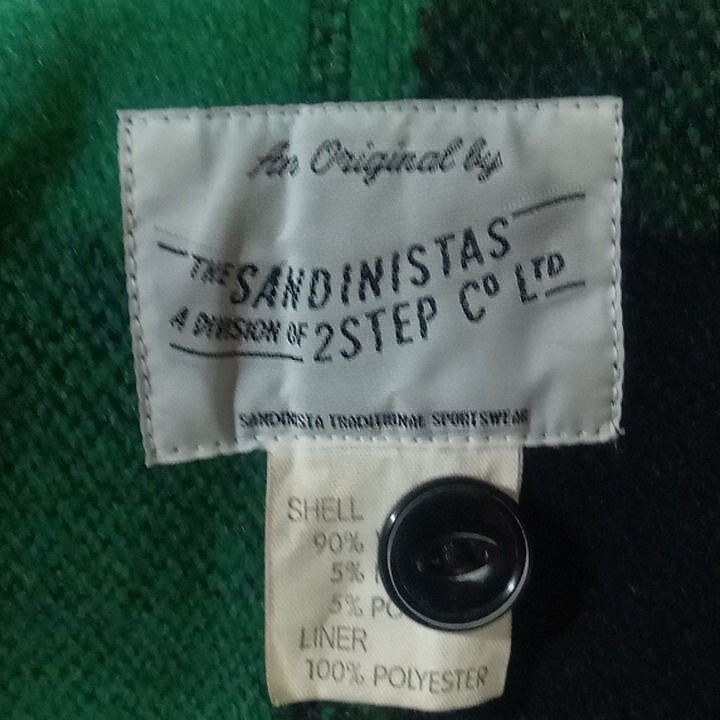 An Original by
THE SANDINISTAS
A DIVISION OF 2STEP Co LTD
SANDINISTA TRADITIONAL SPORTSWEAR
SHELL
90%
5%
5%
LINER
100% POLYESTER